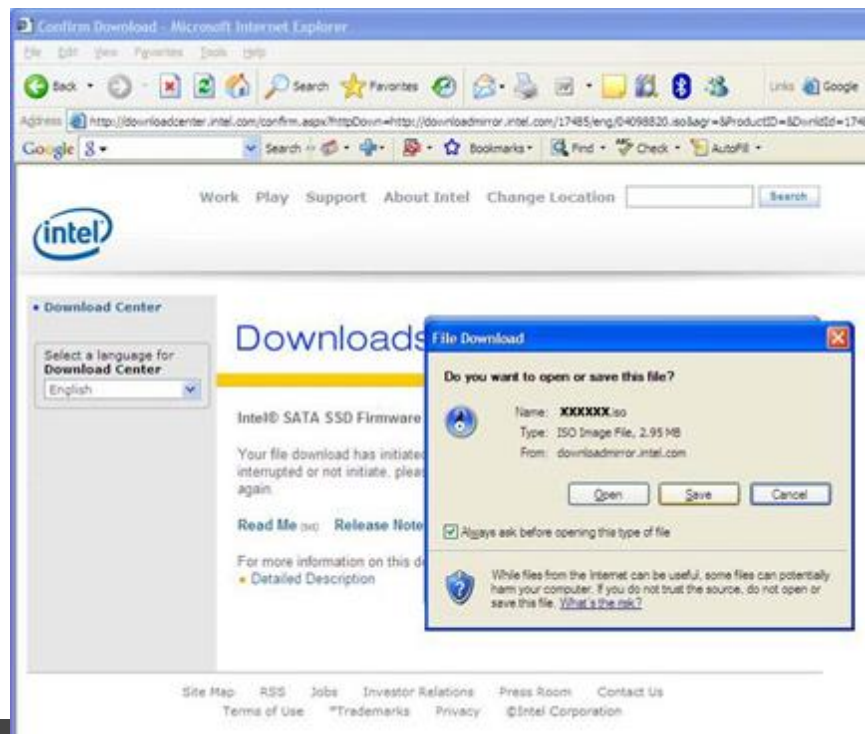 Confirm Download - Microsoft Internet Explorer
File Edit View Favorites Tools Help
Back Search Favorites Links Google
Address http://downloadcenter.intel.com/confirm.aspx?httpDown=http://downloadmirror.intel.com/17485/eng/04098820.iso&agr=&ProductID=&DwnldId=174
Google Search Bookmarks Find Check AutoFill
Work Play Support About Intel Change Location Search
intel
Download Center
Select a language for
Download Center
English
Downloads
Intel® SATA SSD Firmware
Your file download has initiated
interrupted or not initiate, pleas
again.
Read Me Release Note
For more information on this d
Detailed Description
File Download
Do you want to open or save this file?
Name: XXXXXX.iso
Type: ISO Image File, 2.95 MB
From: downloadmirror.intel.com
Open Save Cancel
Always ask before opening this type of file
While files from the Internet can be useful, some files can potentially
harm your computer. If you do not trust the source, do not open or
save this file. What's the risk?
Site Map RSS Jobs Investor Relations Press Room Contact Us
Terms of Use *Trademarks Privacy ©Intel Corporation